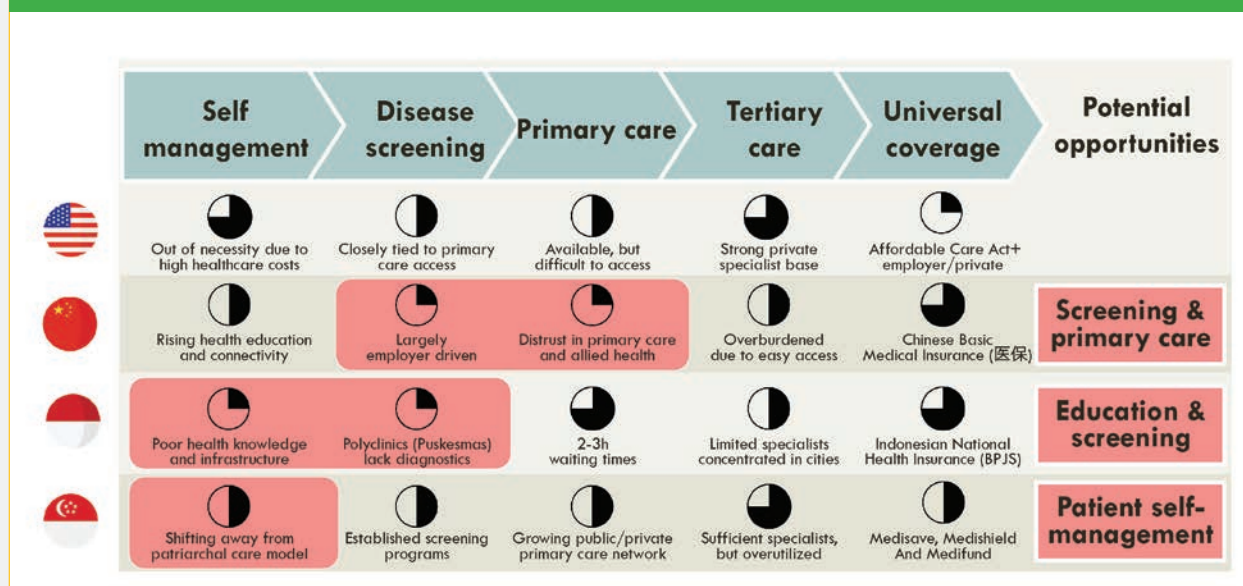 Self
management
Disease
screening
Primary care
Tertiary
care
Universal
coverage
Potential
opportunities
Out of necessity due to
high healthcare costs
Closely tied to primary
care access
Available, but
difficult to access
Strong private
specialist base
Affordable Care Act+
employer/private
Rising health education
and connectivity
Largely
employer driven
Distrust in primary care
and allied health
Overburdened
due to easy access
Chinese Basic
Medical Insurance (医保)
Screening &
primary care
Poor health knowledge
and infrastructure
Polyclinics (Puskesmas)
lack diagnostics
2-3h
waiting times
Limited specialists
concentrated in cities
Indonesian National
Health Insurance (BPJS)
Education &
screening
Shifting away from
patriarchal care model
Established screening
programs
Growing public/private
primary care network
Sufficient specialists,
but overutilized
Medisave, Medishield
And Medifund
Patient self-
management